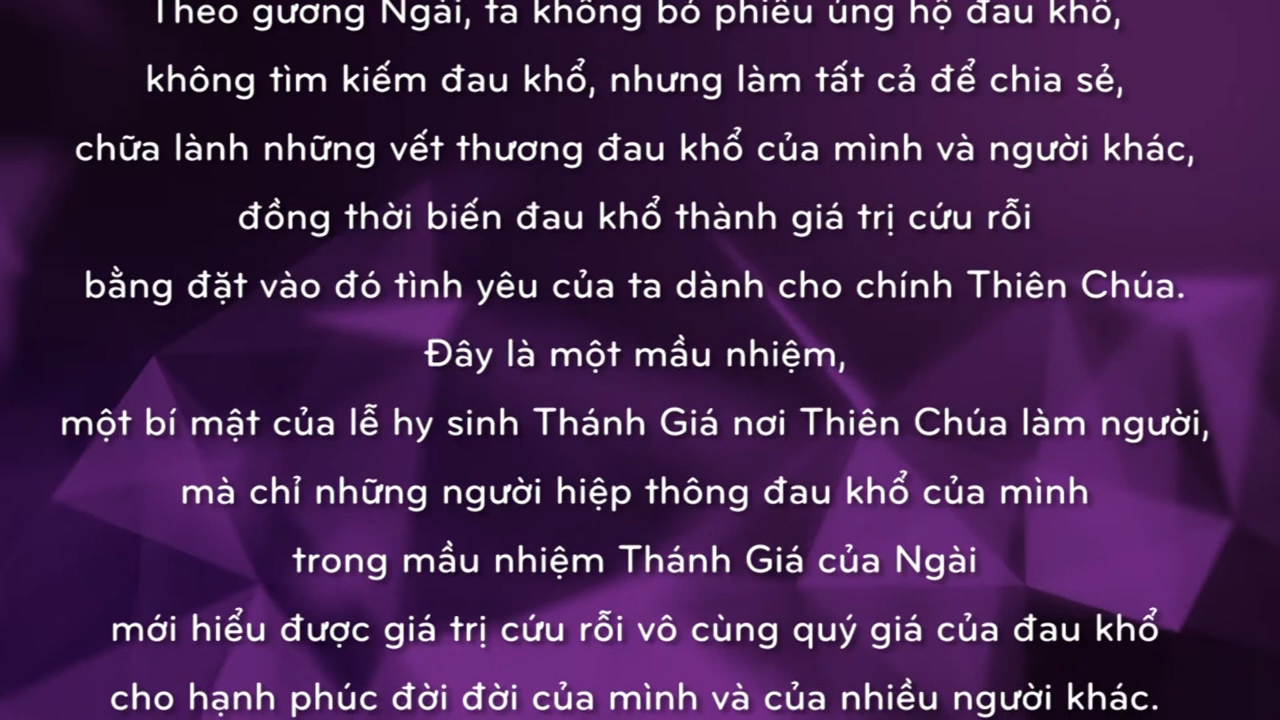 Theo gương Ngài, ta không bỏ phiếu ủng hộ đau khổ,
không tìm kiếm đau khổ, nhưng làm tất cả để chia sẻ,
chữa lành những vết thương đau khổ của mình và người khác,
đồng thời biến đau khổ thành giá trị cứu rỗi
bằng đặt vào đó tình yêu của ta dành cho chính Thiên Chúa.
Đây là một mầu nhiệm,
một bí mật của lễ hy sinh Thánh Giá nơi Thiên Chúa làm người,
mà chỉ những người hiệp thông đau khổ của mình
trong mầu nhiệm Thánh Giá của Ngài
mới hiểu được giá trị cứu rỗi vô cùng quý giá của đau khổ
cho hạnh phúc đời đời của mình và của nhiều người khác.